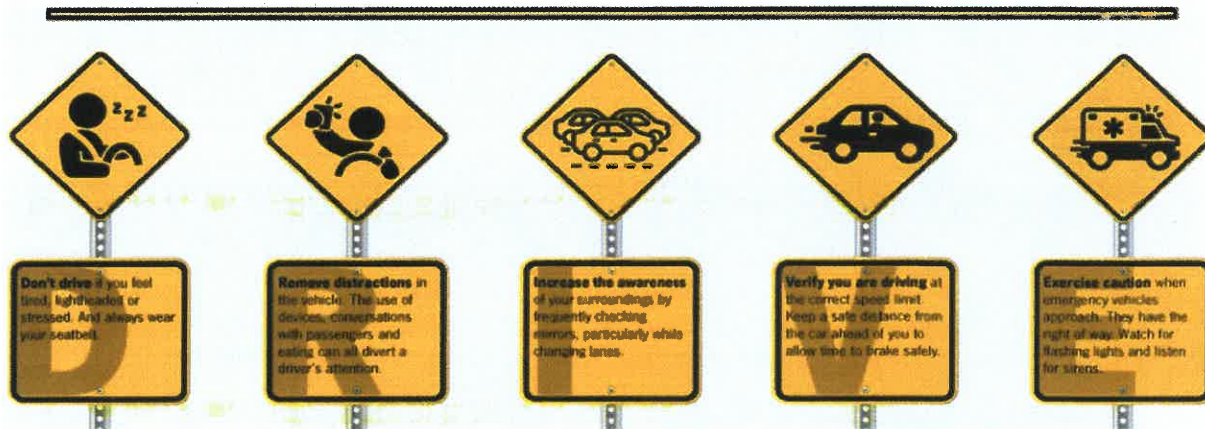 z z z
D
Don't drive if you feel
tired, lightheaded or
stressed. And always wear
your seatbelt.
R
Remove distractions in
the vehicle. The use of
devices, conversations
with passengers and
eating can all divert a
driver's attention.
I
Increase the awareness
of your surroundings by
frequently checking
mirrors, particularly while
changing lanes.
V
Verify you are driving at
the correct speed limit.
Keep a safe distance from
the car ahead of you to
allow time to brake safely.
E
Exercise caution when
emergency vehicles
approach. They have the
right of way. Watch for
flashing lights and listen
for sirens.